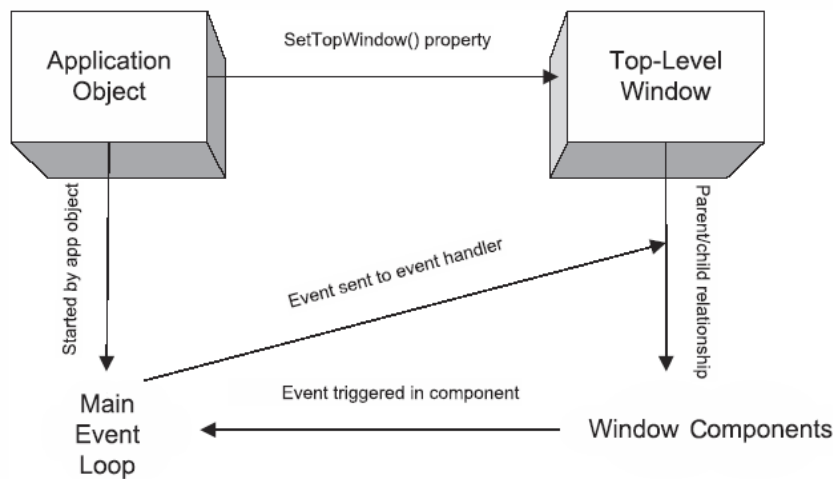 Application
Object
SetTopWindow() property
Top-Level
Window
Started by app object
Event sent to event handler
Parent/child relationship
Main
Event
Loop
Event triggered in component
Window Components